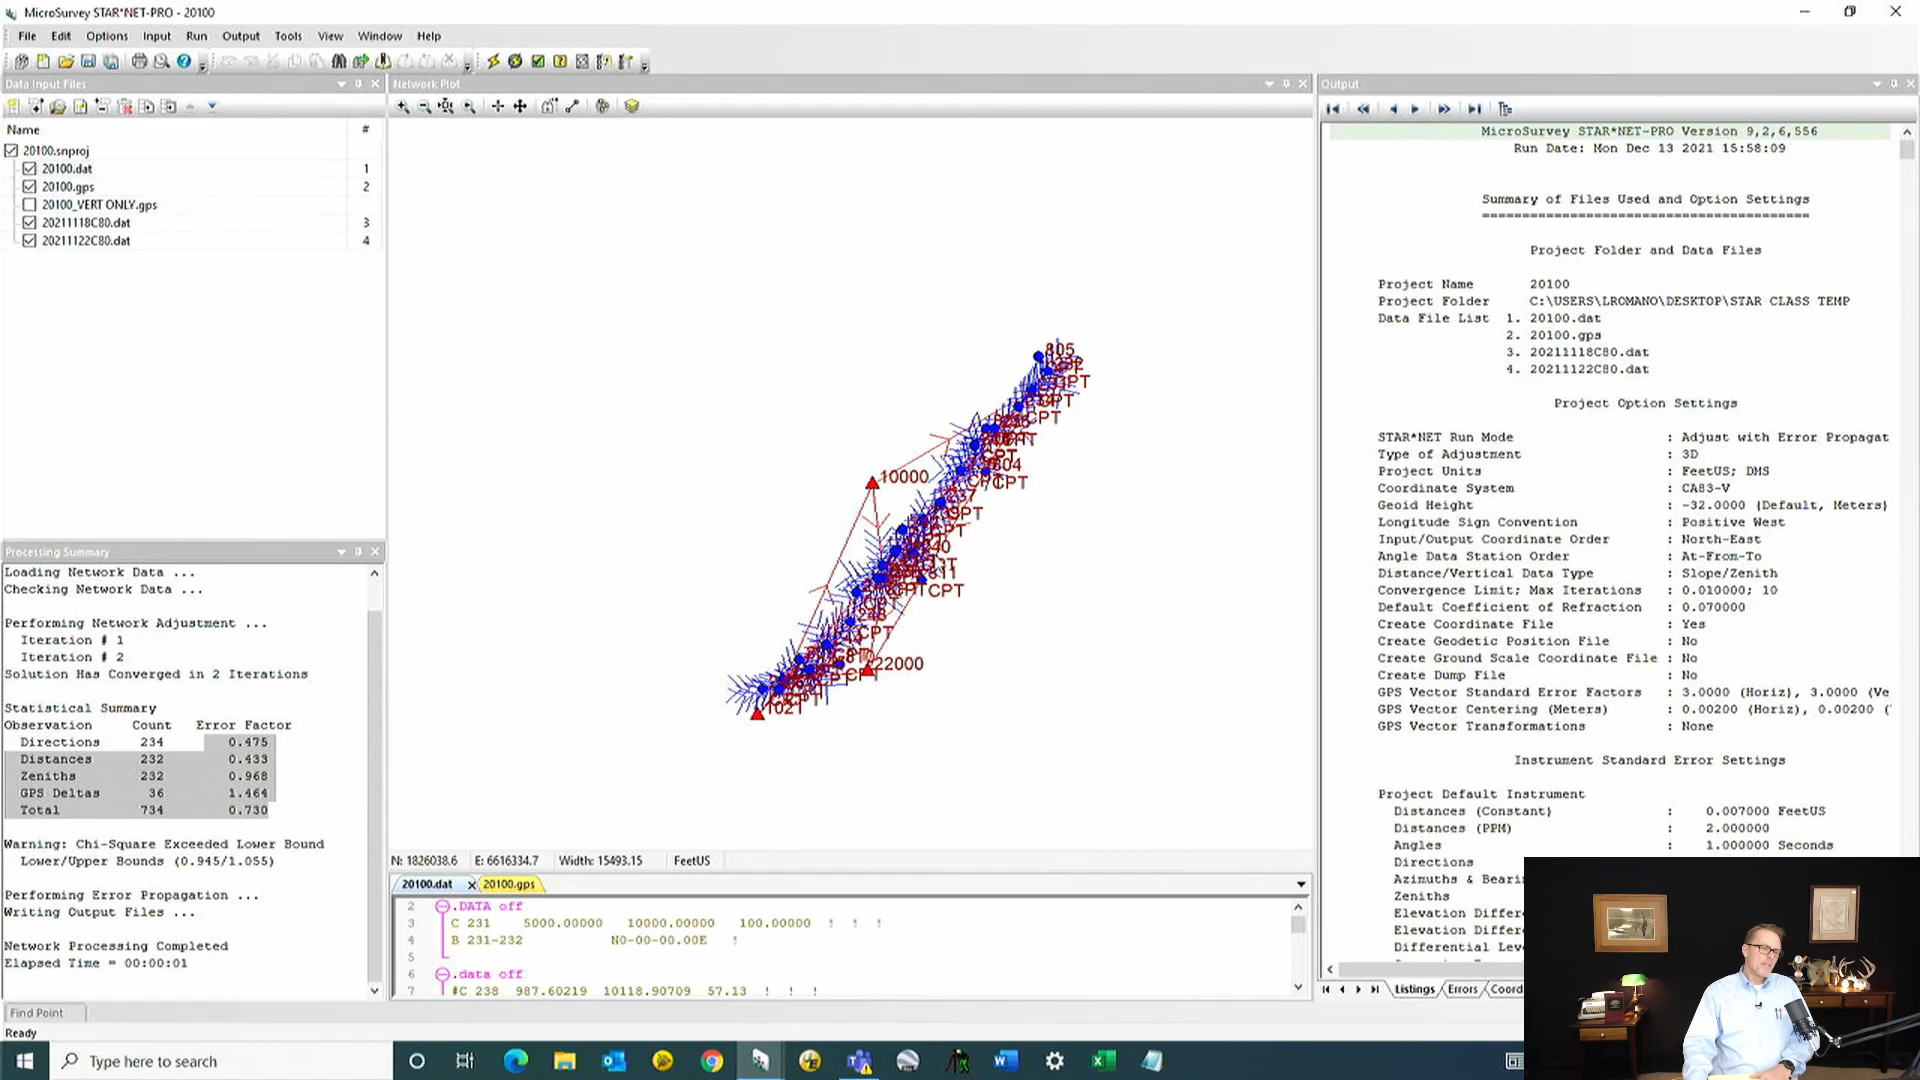 MicroSurvey STAR*NET-PRO - 20100
File Edit Options Input Run Output Tools View Window Help
Data Input Files
Name #
20100.snproj
20100.dat 1
20100.gps 2
20100_VERT ONLY.gps
20211118C80.dat 3
20211122C80.dat 4
Processing Summary
Loading Network Data ...
Checking Network Data ...
Performing Network Adjustment ...
Iteration # 1
Iteration # 2
Solution Has Converged in 2 Iterations
Statistical Summary
Observation Count Error Factor
Directions 234 0.475
Distances 232 0.433
Zeniths 232 0.968
GPS Deltas 36 1.464
Total 734 0.730
Warning: Chi-Square Exceeded Lower Bound
Lower/Upper Bounds (0.945/1.055)
Performing Error Propagation ...
Writing Output Files ...
Network Processing Completed
Elapsed Time = 00:00:01
Find Point
Ready
Network Plot
10000
22000
1021
N: 1826038.6 E: 6616334.7 Width: 15493.15 FeetUS
20100.dat 20100.gps
2 .DATA off
3 C 231 5000.00000 10000.00000 100.00000 ! ! !
4 B 231-232 N0-00-00.00E !
5
6 .data off
7 #C 238 987.60219 10118.90709 57.13 ! ! !
Output
MicroSurvey STAR*NET-PRO Version 9,2,6,556
Run Date: Mon Dec 13 2021 15:58:09
Summary of Files Used and Option Settings
=========================================
Project Folder and Data Files
Project Name 20100
Project Folder C:\USERS\LROMANO\DESKTOP\STAR CLASS TEMP
Data File List 1. 20100.dat
2. 20100.gps
3. 20211118C80.dat
4. 20211122C80.dat
Project Option Settings
STAR*NET Run Mode : Adjust with Error Propagat
Type of Adjustment : 3D
Project Units : FeetUS; DMS
Coordinate System : CA83-V
Geoid Height : -32.0000 (Default, Meters)
Longitude Sign Convention : Positive West
Input/Output Coordinate Order : North-East
Angle Data Station Order : At-From-To
Distance/Vertical Data Type : Slope/Zenith
Convergence Limit; Max Iterations : 0.010000; 10
Default Coefficient of Refraction : 0.070000
Create Coordinate File : Yes
Create Geodetic Position File : No
Create Ground Scale Coordinate File : No
Create Dump File : No
GPS Vector Standard Error Factors : 3.0000 (Horiz), 3.0000 (Ve
GPS Vector Centering (Meters) : 0.00200 (Horiz), 0.00200 (
GPS Vector Transformations : None
Instrument Standard Error Settings
Project Default Instrument
Distances (Constant) : 0.007000 FeetUS
Distances (PPM) : 2.000000
Angles : 1.000000 Seconds
Directions
Azimuths & Beari
Zeniths
Elevation Differ
Elevation Differ
Differential Lev
Listings Errors Coord
Type here to search